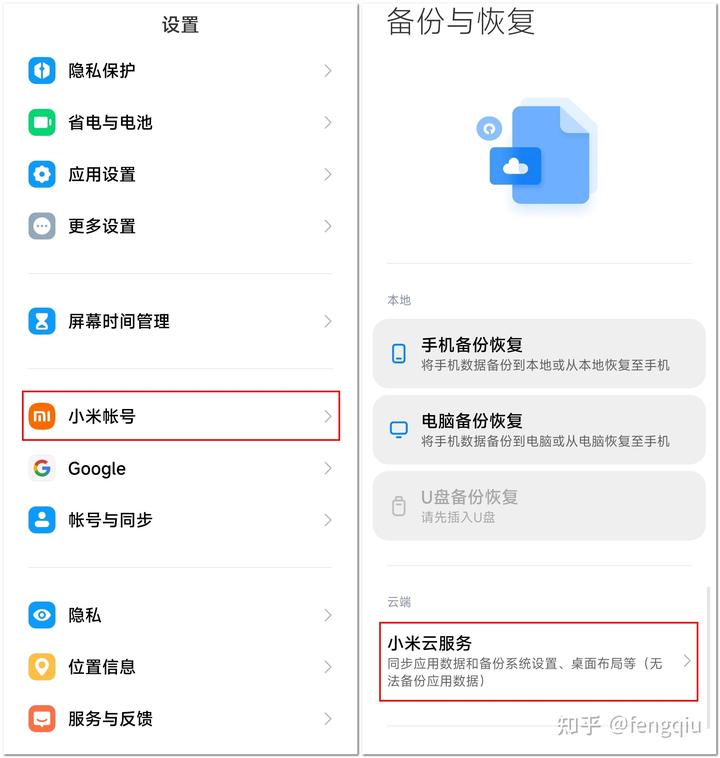 设置
隐私保护
省电与电池
应用设置
更多设置
屏幕时间管理
小米帐号
Google
帐号与同步
隐私
位置信息
服务与反馈
备份与恢复
本地
手机备份恢复
将手机数据备份到本地或从本地恢复至手机
电脑备份恢复
将手机数据备份到电脑或从电脑恢复至手机
U盘备份恢复
请先插入U盘
云端
小米云服务
同步应用数据和备份系统设置、桌面布局等（无
法备份应用数据）
知乎 @fengqiu